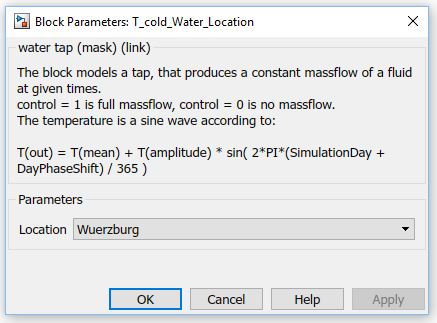 Block Parameters: T_cold_Water_Location
water tap (mask) (link)
The block models a tap, that produces a constant massflow of a fluid
at given times.
control = 1 is full massflow, control = 0 is no massflow.
The temperature is a sine wave according to:
T(out) = T(mean) + T(amplitude) * sin( 2*PI*(SimulationDay +
DayPhaseShift) / 365 )
Parameters
Location Wuerzburg
OK Cancel Help Apply